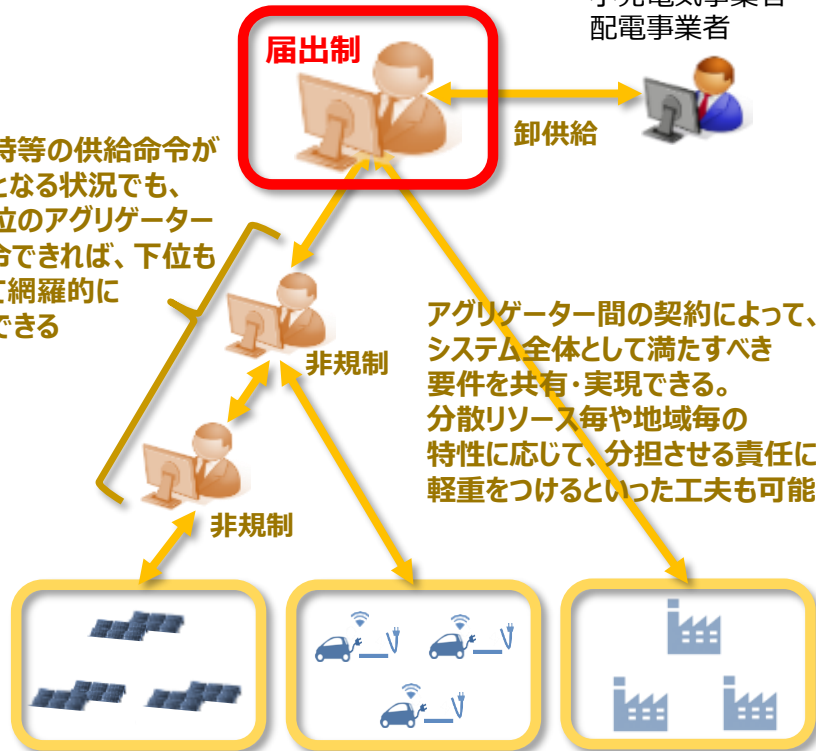 小売電気事業者
配電事業者
届出制
卸供給
時等の供給命令が
となる状況でも、
位のアグリゲーター
令できれば、下位も
て網羅的に
できる
非規制
アグリゲーター間の契約によって、
システム全体として満たすべき
要件を共有・実現できる。
分散リソース毎や地域毎の
特性に応じて、分担させる責任に
軽重をつけるといった工夫も可能
非規制